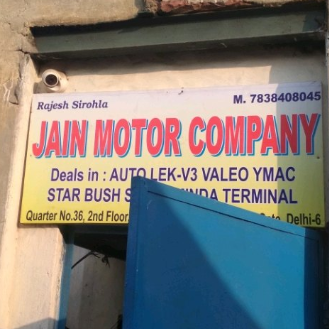 Rajesh Sirohla M. 7838408045
JAIN MOTOR COMPANY
Deals in : AUTO LEK-V3 VALEO YMAC
STAR BUSH TERMINAL
Quarter No.36, 2nd Floor, Delhi-6